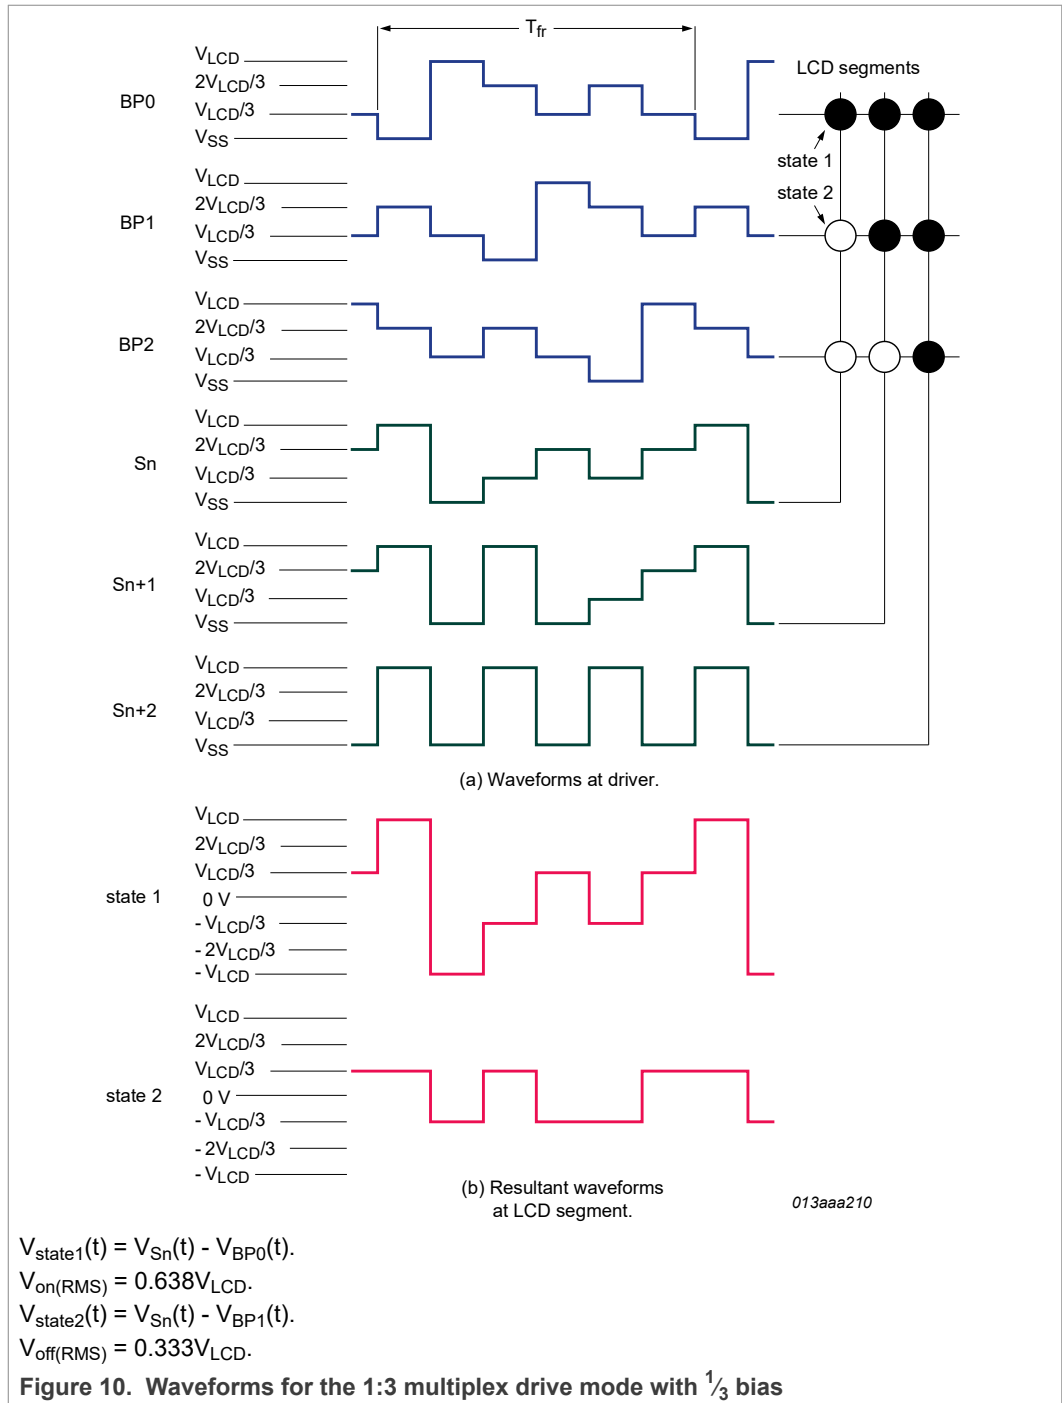 T_fr
BP0
V_LCD
2V_LCD/3
V_LCD/3
V_SS
LCD segments
state 1
BP1
V_LCD
2V_LCD/3
V_LCD/3
V_SS
state 2
BP2
V_LCD
2V_LCD/3
V_LCD/3
V_SS
Sn
V_LCD
2V_LCD/3
V_LCD/3
V_SS
Sn+1
V_LCD
2V_LCD/3
V_LCD/3
V_SS
Sn+2
V_LCD
2V_LCD/3
V_LCD/3
V_SS
(a) Waveforms at driver.
state 1
V_LCD
2V_LCD/3
V_LCD/3
0 V
- V_LCD/3
- 2V_LCD/3
- V_LCD
state 2
V_LCD
2V_LCD/3
V_LCD/3
0 V
- V_LCD/3
- 2V_LCD/3
- V_LCD
(b) Resultant waveforms
at LCD segment.
013aaa210
V_state1(t) = V_Sn(t) - V_BP0(t).
V_on(RMS) = 0.638V_LCD.
V_state2(t) = V_Sn(t) - V_BP1(t).
V_off(RMS) = 0.333V_LCD.
Figure 10. Waveforms for the 1:3 multiplex drive mode with 1/3 bias